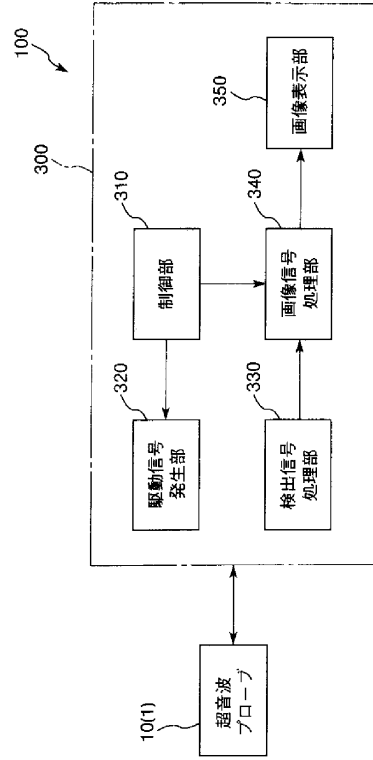 100
300
310
制御部
350
画像表示部
320
駆動信号
発生部
340
画像信号
処理部
330
検出信号
処理部
10(1)
超音波
プローブ